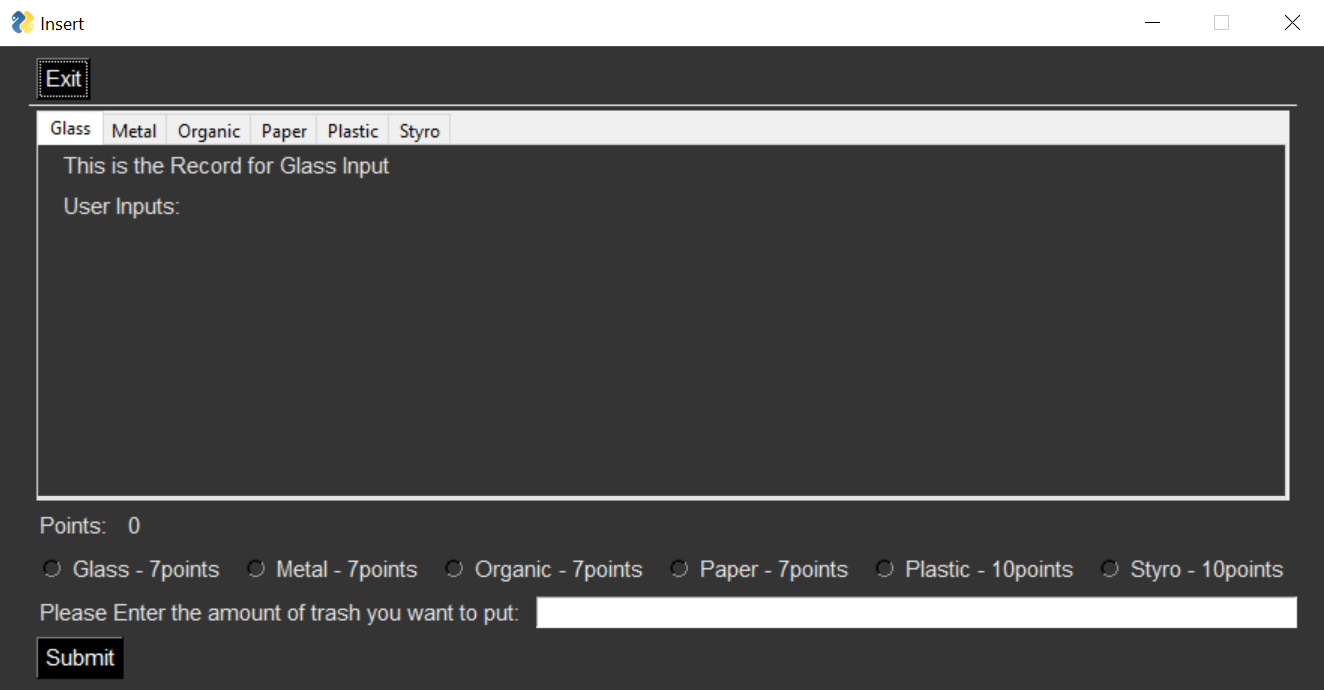 Insert
Exit
Glass Metal Organic Paper Plastic Styro
This is the Record for Glass Input
User Inputs:
Points: 0
Glass - 7points Metal - 7points Organic - 7points Paper - 7points Plastic - 10points Styro - 10points
Please Enter the amount of trash you want to put:
Submit